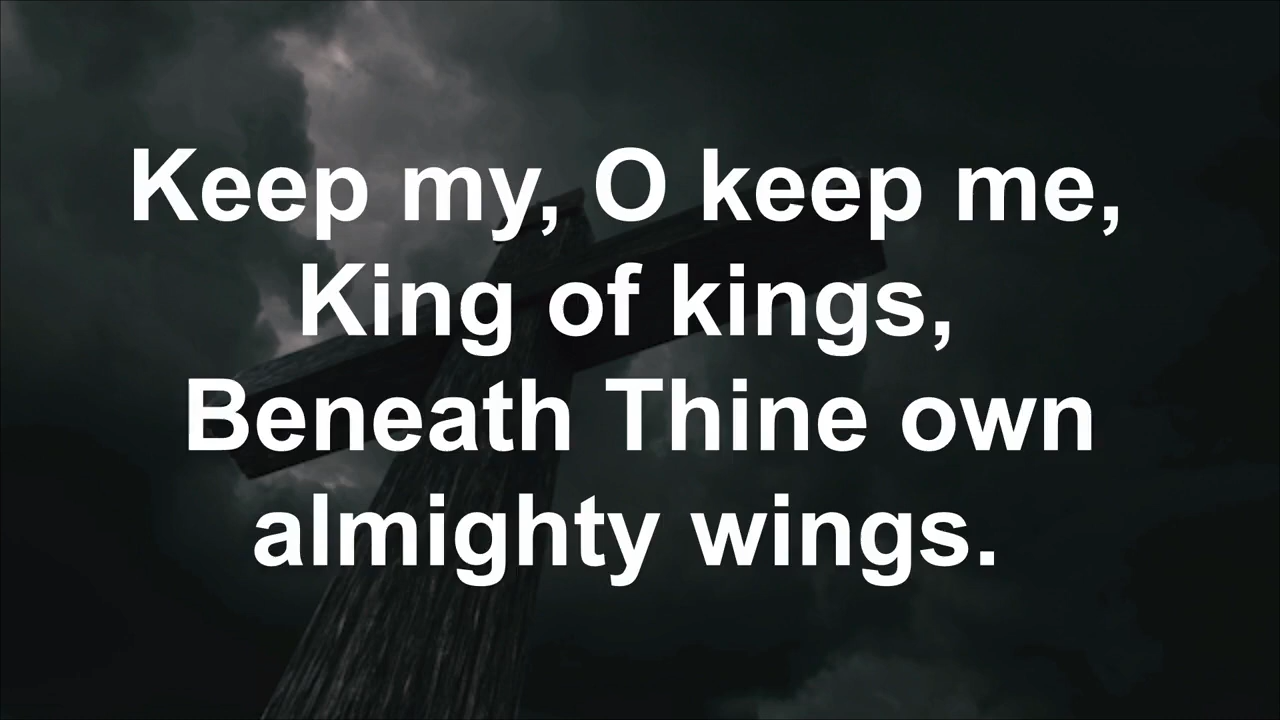 Keep my, O keep me,
King of kings,
Beneath Thine own
almighty wings.